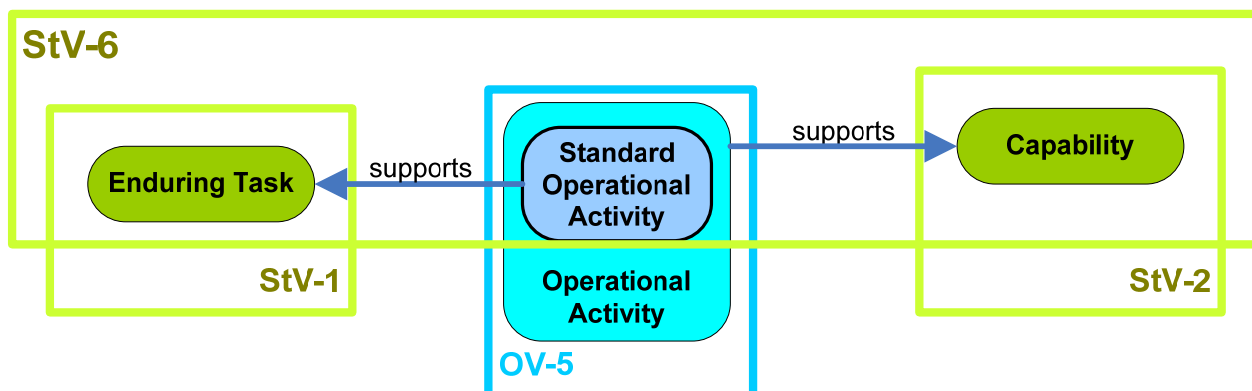 StV-6
Enduring Task
supports
Standard
Operational
Activity
supports
Capability
StV-1
Operational
Activity
StV-2
OV-5